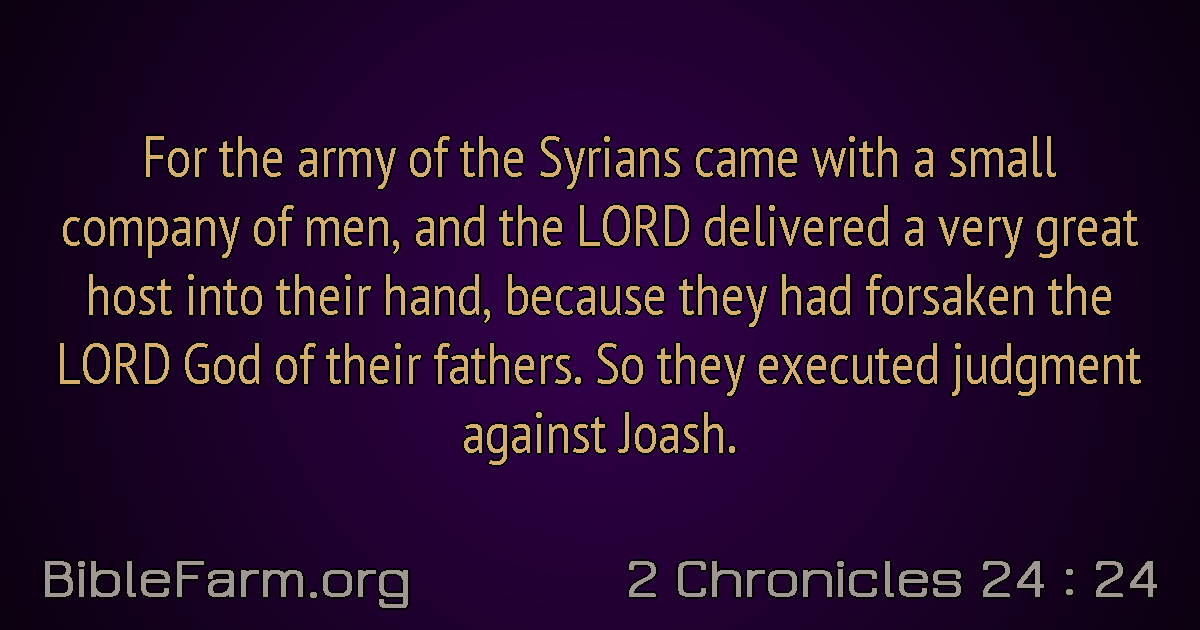 For the army of the Syrians came with a small
company of men, and the LORD delivered a very great
host into their hand, because they had forsaken the
LORD God of their fathers. So they executed judgment
against Joash.
BibleFarm.org
2 Chronicles 24 : 24